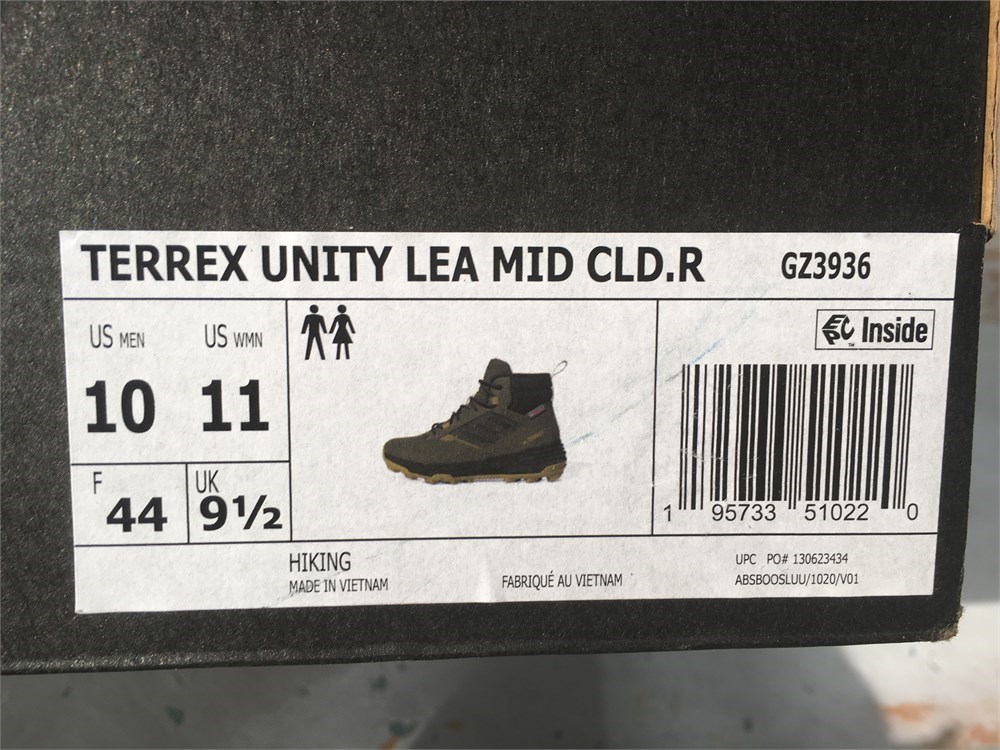 TERREX UNITY LEA MID CLD.R GZ3936
US MEN US WMN
10 11
F 44 UK 9½
EPC Inside
1 95733 51022 0
HIKING
MADE IN VIETNAM
FABRIQUÉ AU VIETNAM
UPC PO# 130623434
ABSBOOSLUU/1020/V01